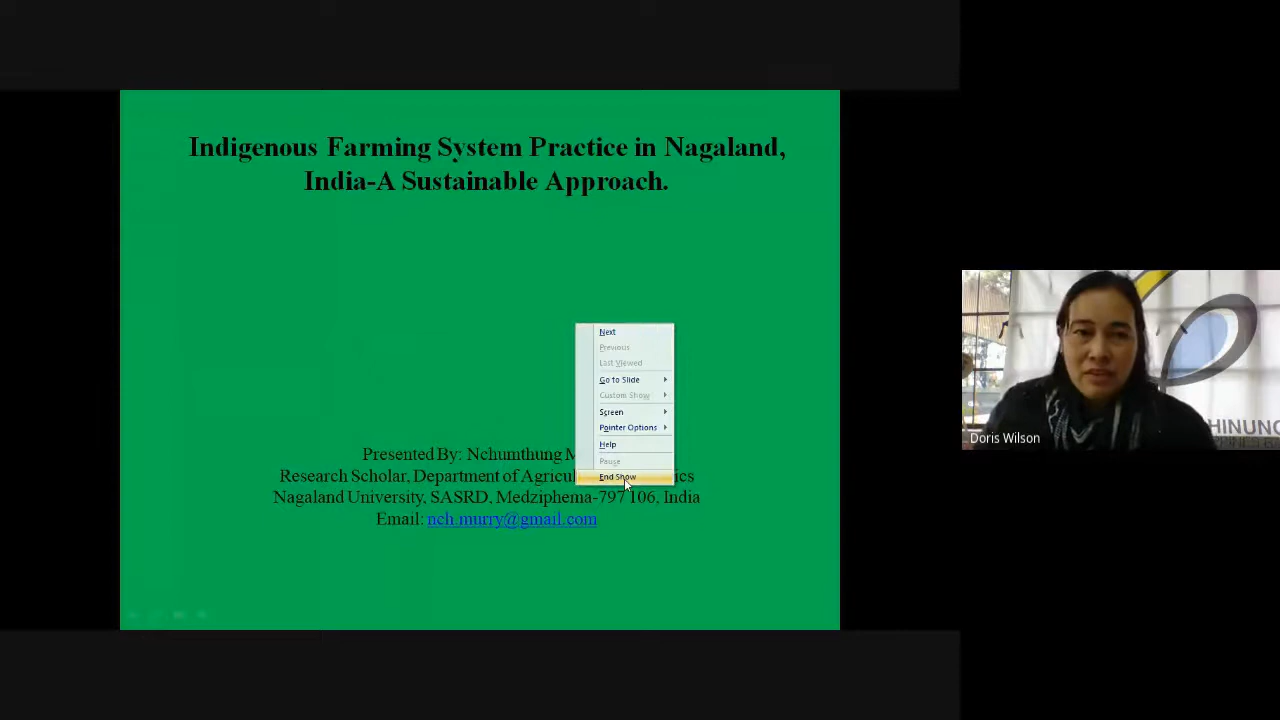 Indigenous Farming System Practice in Nagaland,
India-A Sustainable Approach.
Next
Previous
Last Viewed
Go to Slide
Custom Show
Screen
Pointer Options
Help
Pause
End Show
Presented By: Nchumthung M
Research Scholar, Department of Agricul ics
Nagaland University, SASRD, Medziphema-797 106, India
Email: nch.murry@gmail.com
HINUNG
Doris Wilson